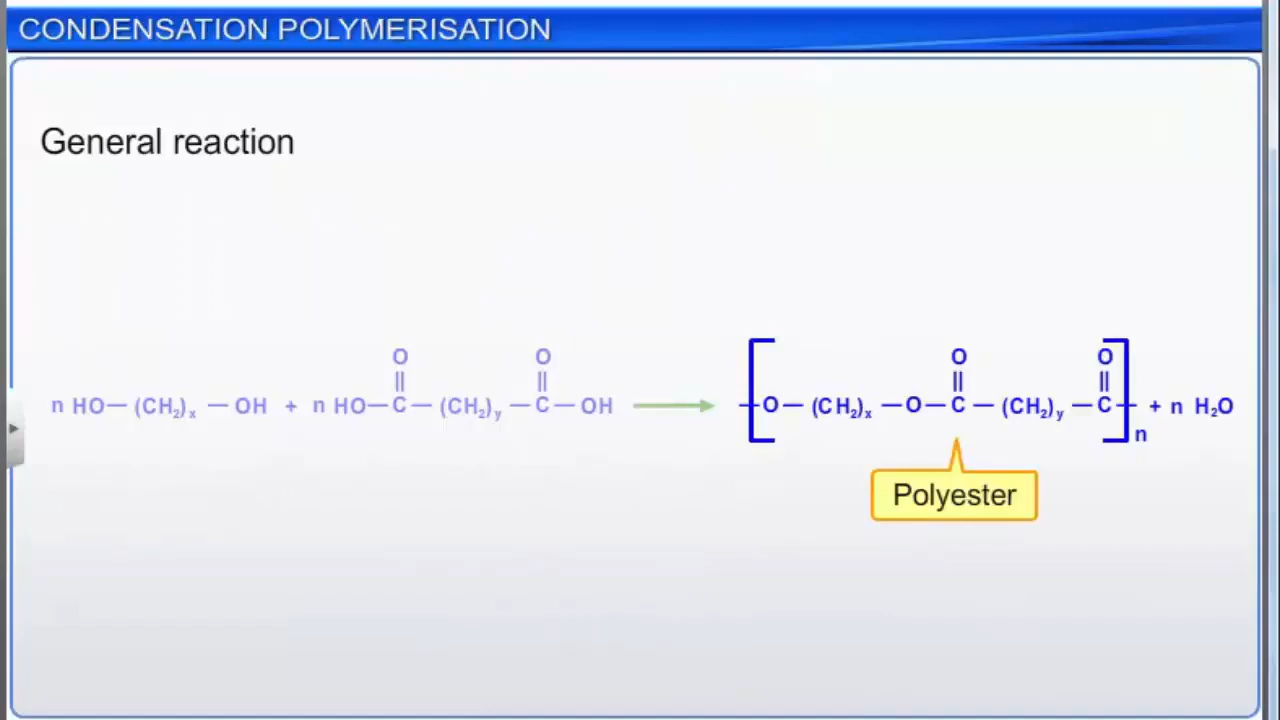 CONDENSATION POLYMERISATION
General reaction
O O O O
|| || || ||
n HO— (CH₂)ₓ —OH + n HO—C—(CH₂)ᵧ—C—OH → [—O—(CH₂)ₓ—O—C—(CH₂)ᵧ—C—]n + n H₂O
Polyester